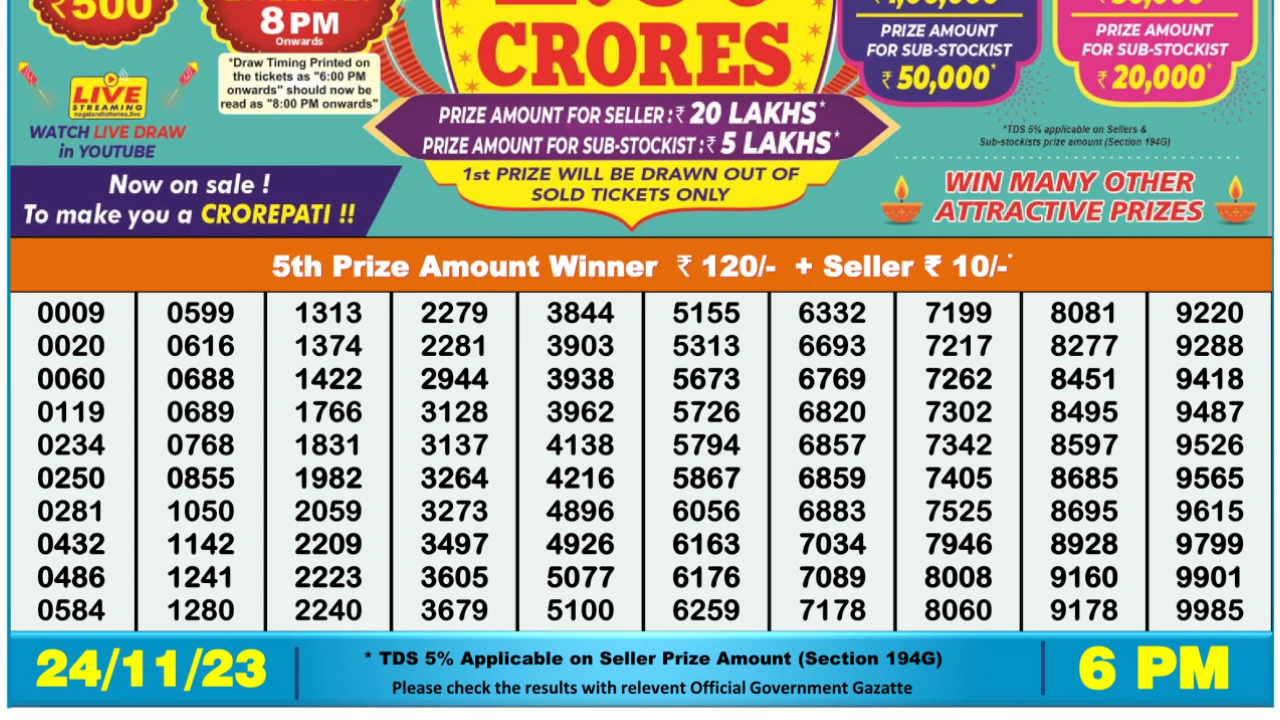 ₹500
8 PM
Onwards
*Draw Timing Printed on
the tickets as "6:00 PM
onwards" should now be
read as "8:00 PM onwards"
LIVE
STREAMING
nagalandlotteries.live
WATCH LIVE DRAW
in YOUTUBE
Now on sale !
To make you a CROREPATI !!
CRORES
PRIZE AMOUNT FOR SELLER : ₹ 20 LAKHS*
PRIZE AMOUNT FOR SUB-STOCKIST : ₹ 5 LAKHS*
1st PRIZE WILL BE DRAWN OUT OF
SOLD TICKETS ONLY
PRIZE AMOUNT
FOR SUB-STOCKIST
₹ 50,000*
PRIZE AMOUNT
FOR SUB-STOCKIST
₹ 20,000*
*TDS 5% applicable on Sellers &
Sub-stockists prize amount (Section 194G)
WIN MANY OTHER
ATTRACTIVE PRIZES
5th Prize Amount Winner ₹ 120/- + Seller ₹ 10/-*
0009 0599 1313 2279 3844 5155 6332 7199 8081 9220
0020 0616 1374 2281 3903 5313 6693 7217 8277 9288
0060 0688 1422 2944 3938 5673 6769 7262 8451 9418
0119 0689 1766 3128 3962 5726 6820 7302 8495 9487
0234 0768 1831 3137 4138 5794 6857 7342 8597 9526
0250 0855 1982 3264 4216 5867 6859 7405 8685 9565
0281 1050 2059 3273 4896 6056 6883 7525 8695 9615
0432 1142 2209 3497 4926 6163 7034 7946 8928 9799
0486 1241 2223 3605 5077 6176 7089 8008 9160 9901
0584 1280 2240 3679 5100 6259 7178 8060 9178 9985
24/11/23
* TDS 5% Applicable on Seller Prize Amount (Section 194G)
Please check the results with relevent Official Government Gazatte
6 PM